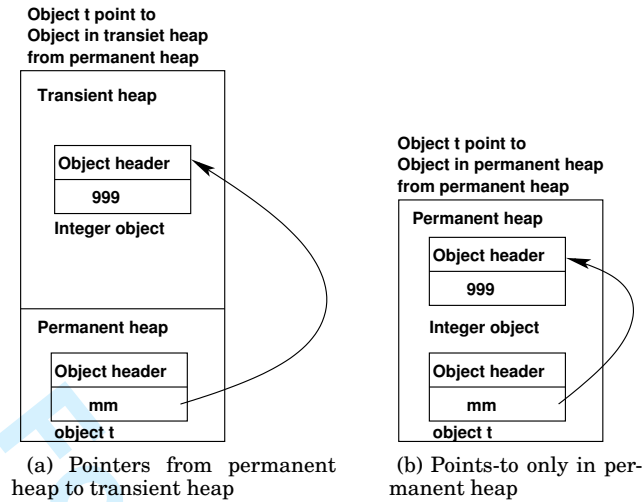 Object t point to
Object in transiet heap
from permanent heap
Transient heap
Object header
999
Integer object
Permanent heap
Object header
mm
object t
(a) Pointers from permanent
heap to transient heap
Object t point to
Object in permanent heap
from permanent heap
Permanent heap
Object header
999
Integer object
Object header
mm
object t
(b) Points-to only in per-
manent heap